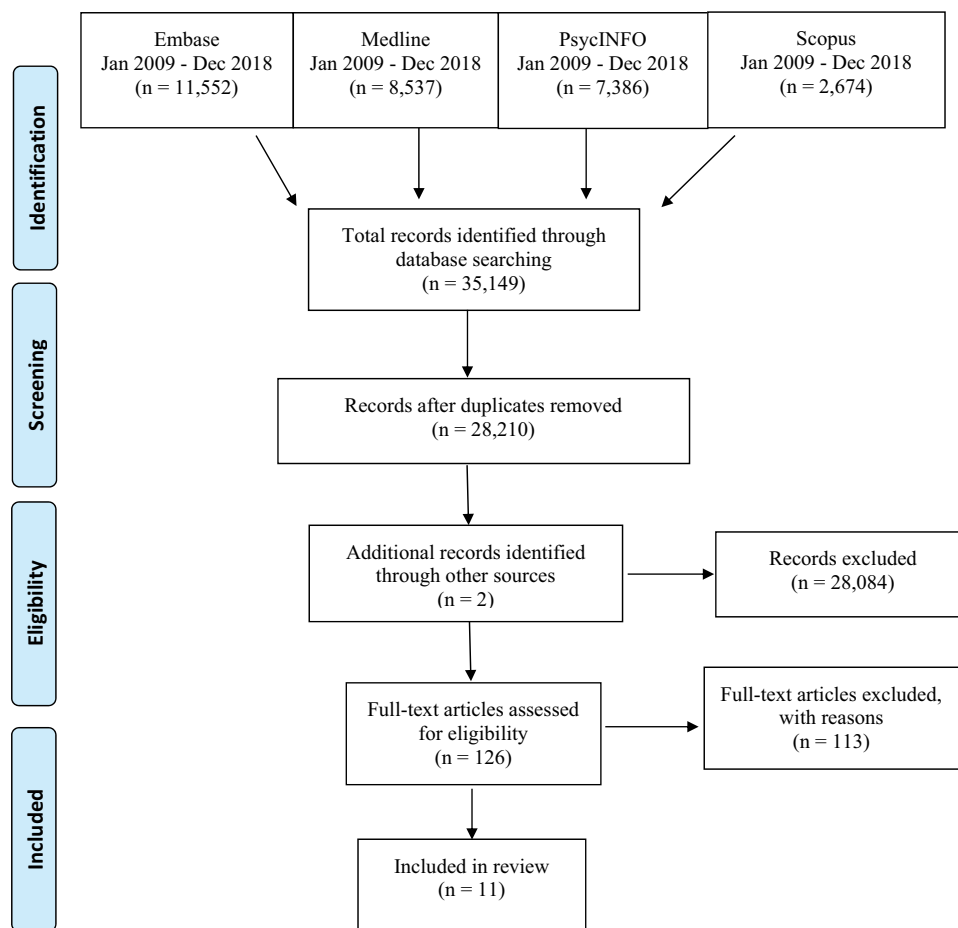 Embase
Jan 2009 - Dec 2018
(n = 11,552)
Medline
Jan 2009 - Dec 2018
(n = 8,537)
PsycINFO
Jan 2009 - Dec 2018
(n = 7,386)
Scopus
Jan 2009 - Dec 2018
(n = 2,674)
Identification
Total records identified through
database searching
(n = 35,149)
Screening
Records after duplicates removed
(n = 28,210)
Eligibility
Additional records identified
through other sources
(n = 2)
Records excluded
(n = 28,084)
Full-text articles assessed
for eligibility
(n = 126)
Full-text articles excluded,
with reasons
(n = 113)
Included
Included in review
(n = 11)